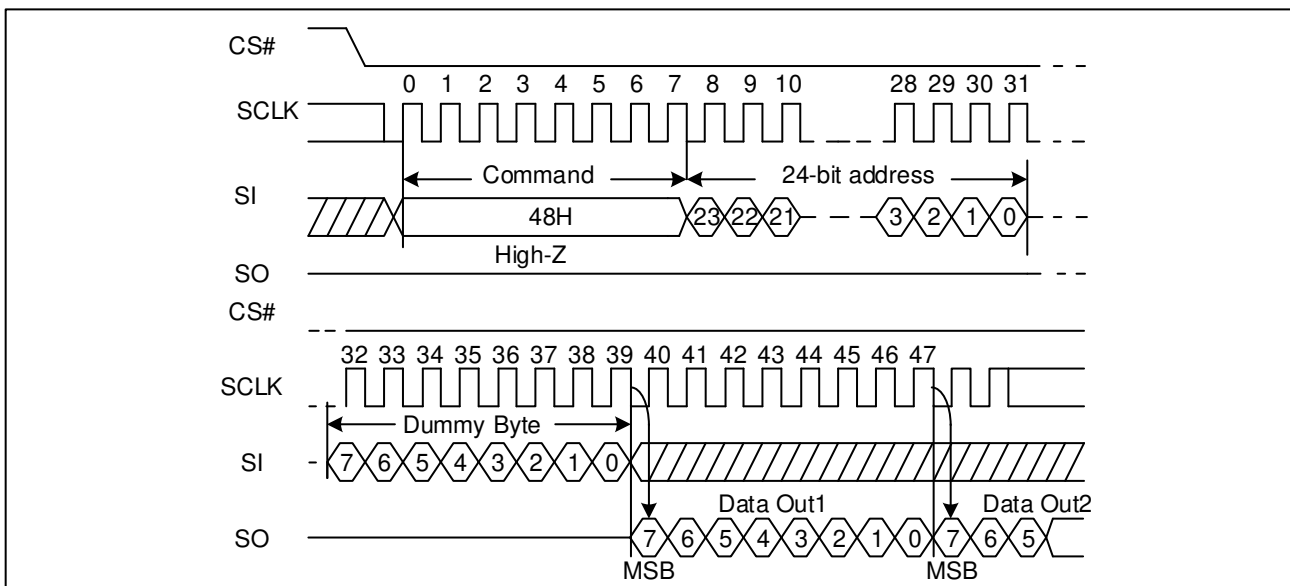 CS#
0 1 2 3 4 5 6 7 8 9 10 28 29 30 31
SCLK
Command 24-bit address
SI
48H 23 22 21 3 2 1 0
High-Z
SO
CS#
32 33 34 35 36 37 38 39 40 41 42 43 44 45 46 47
SCLK
Dummy Byte
SI 7 6 5 4 3 2 1 0
Data Out1 Data Out2
SO 7 6 5 4 3 2 1 0 7 6 5
MSB MSB